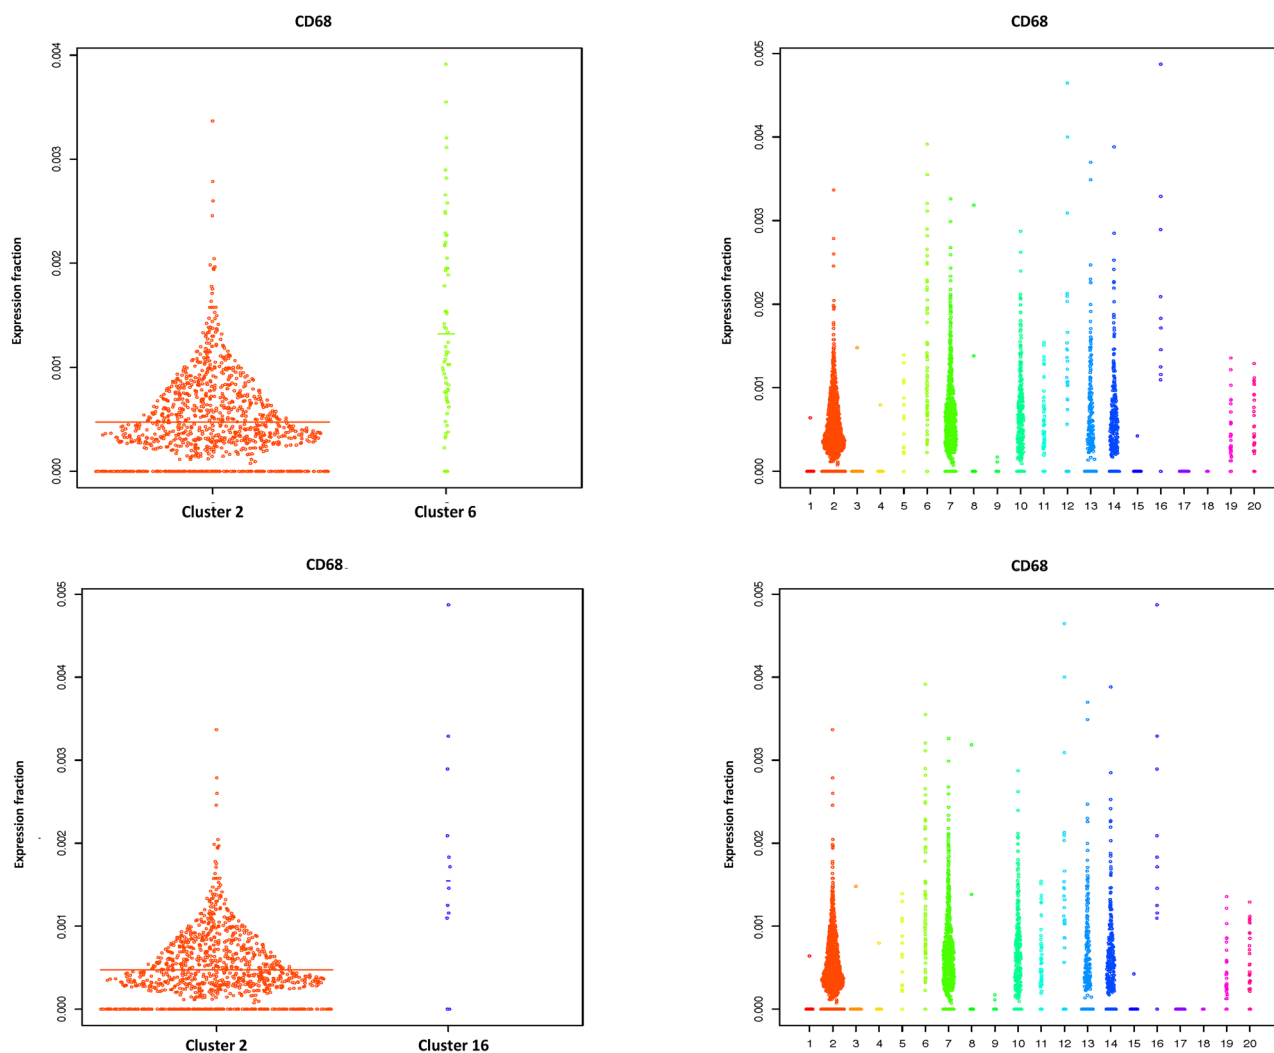 CD68
0.004
0.003
0.002
0.001
0.000
Expression fraction
Cluster 2
Cluster 6
CD68
0.005
0.004
0.003
0.002
0.001
0.000
Expression fraction
1 2 3 4 5 6 7 8 9 10 11 12 13 14 15 16 17 18 19 20
CD68
0.005
0.004
0.003
0.002
0.001
0.000
Expression fraction
Cluster 2
Cluster 16
CD68
0.005
0.004
0.003
0.002
0.001
0.000
Expression fraction
1 2 3 4 5 6 7 8 9 10 11 12 13 14 15 16 17 18 19 20